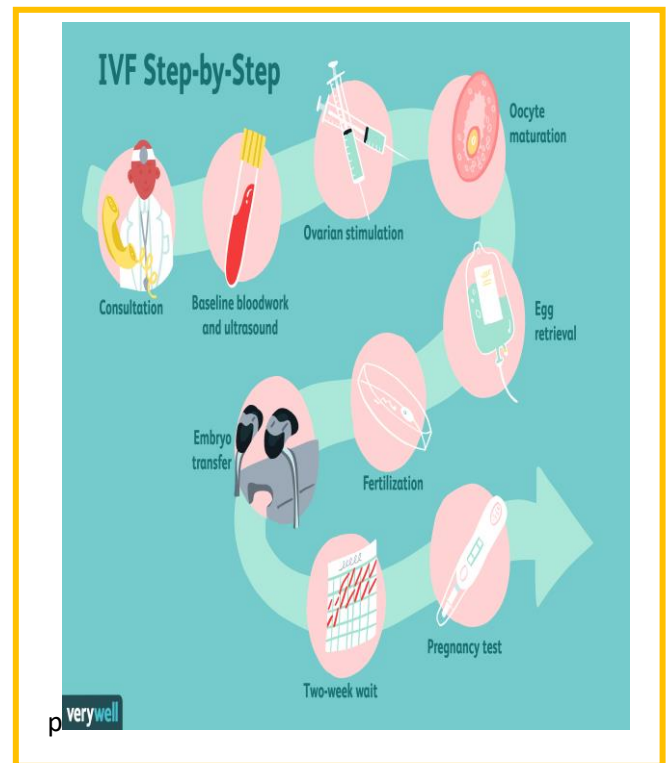 IVF Step-by-Step
Consultation
Baseline bloodwork
and ultrasound
Ovarian stimulation
Oocyte
maturation
Egg
retrieval
Fertilization
Embryo
transfer
Two-week wait
Pregnancy test
p
verywell